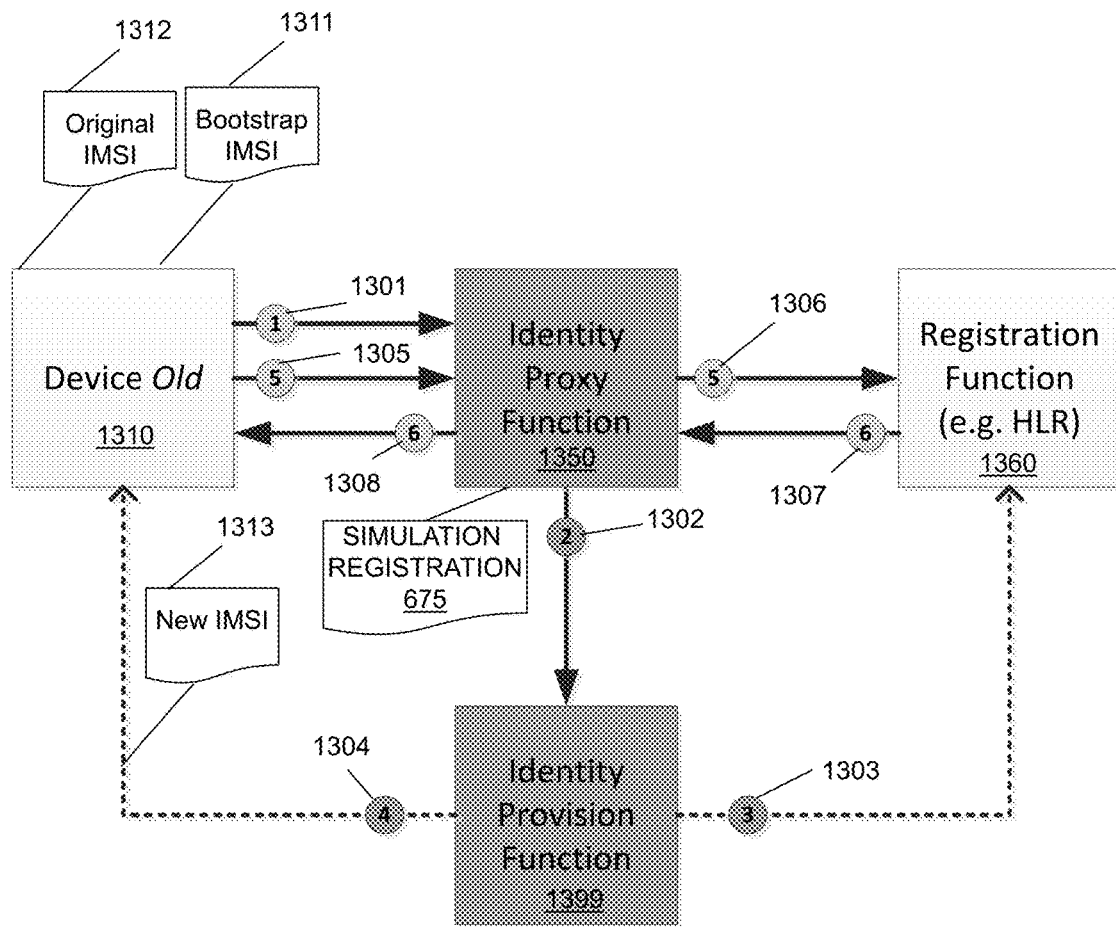 1312
1311
Original
IMSI
Bootstrap
IMSI
1301
1
1305
5
Device Old
1310
6
1308
Identity
Proxy
Function
1350
1306
5
6
1307
Registration
Function
(e.g. HLR)
1360
1313
New IMSI
SIMULATION
REGISTRATION
675
2
1302
1304
4
Identity
Provision
Function
1399
1303
3